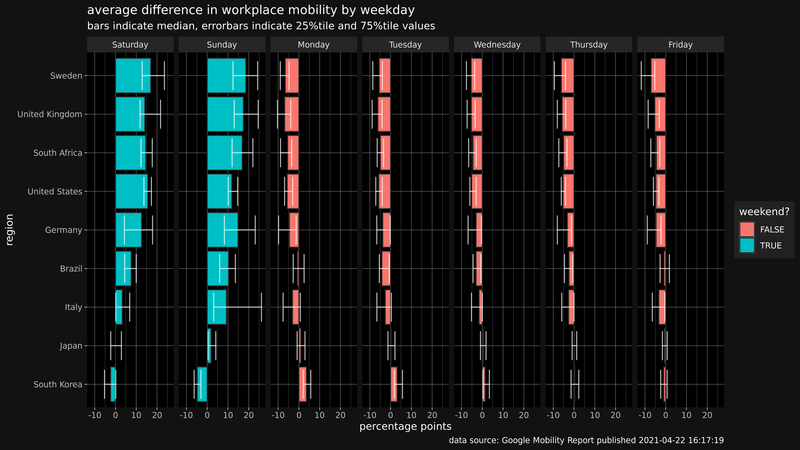 average difference in workplace mobility by weekday
bars indicate median, errorbars indicate 25%tile and 75%tile values
Saturday Sunday Monday Tuesday Wednesday Thursday Friday
Sweden
United Kingdom
South Africa
United States
Germany
Brazil
Italy
Japan
South Korea
region
-10 0 10 20 -10 0 10 20 -10 0 10 20 -10 0 10 20 -10 0 10 20 -10 0 10 20 -10 0 10 20
percentage points
weekend?
FALSE
TRUE
data source: Google Mobility Report published 2021-04-22 16:17:19